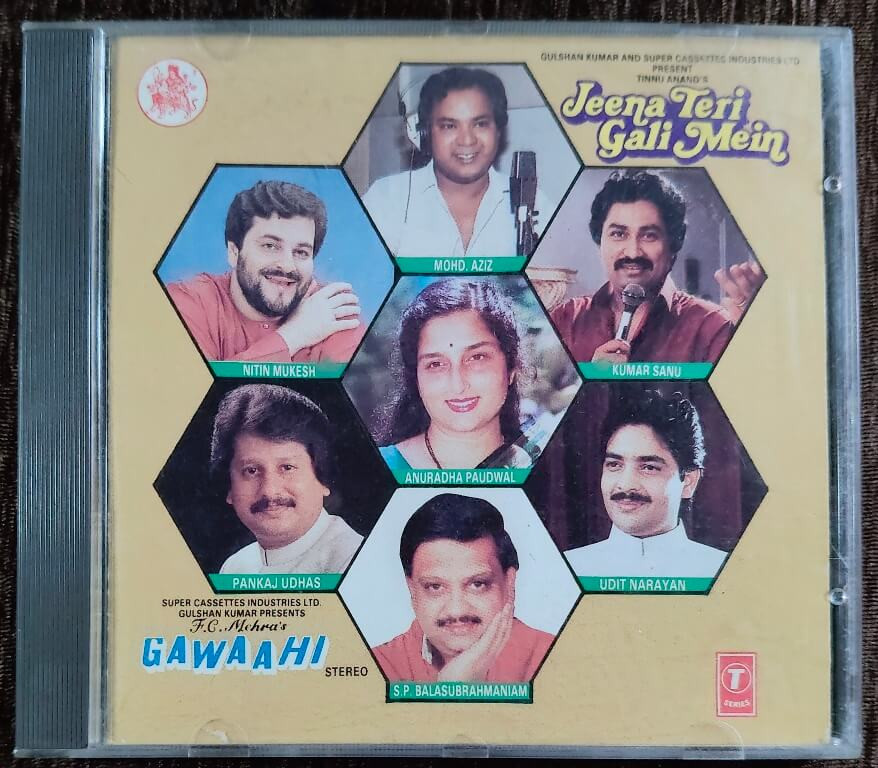 GULSHAN KUMAR AND SUPER CASSETTES INDUSTRIES LTD
PRESENT
TINNU ANAND'S
Jeena Teri
Gali Mein
MOHD. AZIZ
NITIN MUKESH
KUMAR SANU
ANURADHA PAUDWAL
PANKAJ UDHAS
UDIT NARAYAN
S.P. BALASUBRAHMANIAM
SUPER CASSETTES INDUSTRIES LTD.
GULSHAN KUMAR PRESENTS
F.C. Mehra's
GAWAAHI
STEREO
T
SERIES